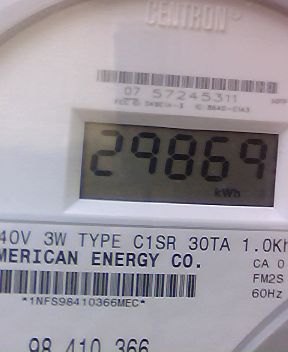 CENTRON®
07 57245311
29869
kWh
40V 3W TYPE C1SR 30TA 1.0Kh
MERICAN ENERGY CO.
CA 0
FM2S
60Hz
*1NFS98410366MEC*
98 410 366